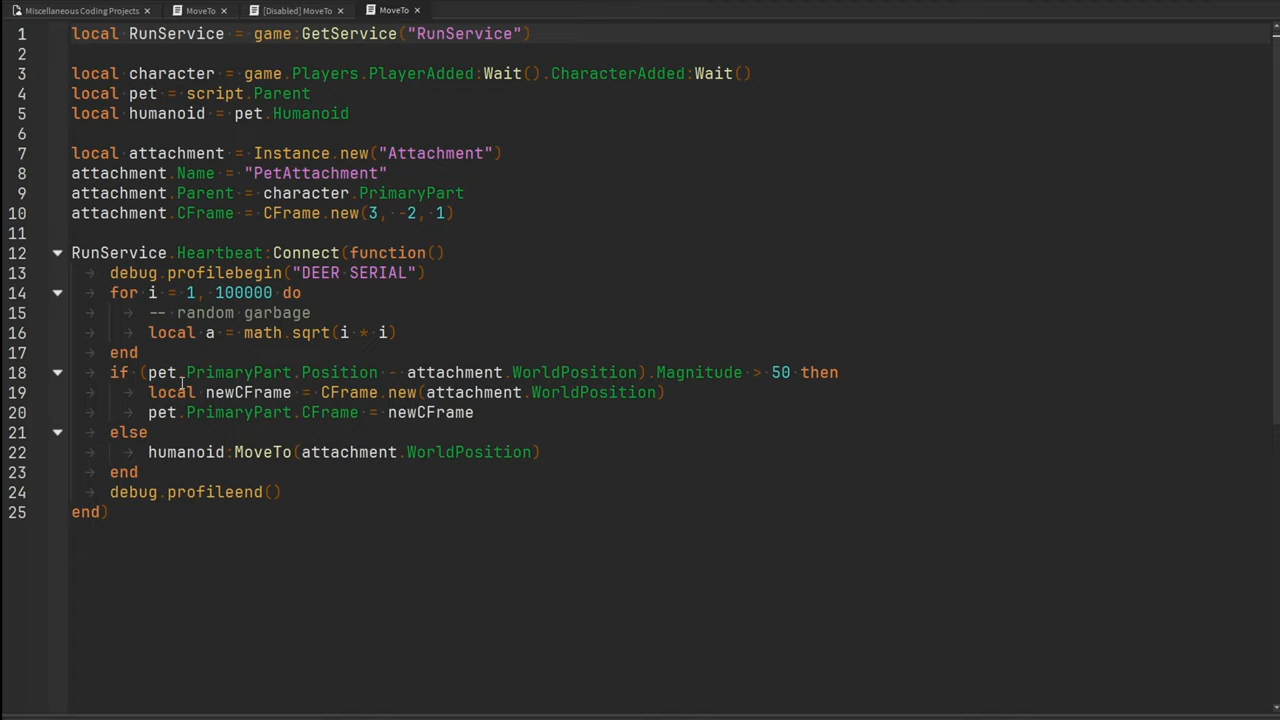 Miscellaneous Coding Projects × MoveTo × [Disabled] MoveTo × MoveTo ×
1 local RunService = game:GetService("RunService")
2
3 local character = game.Players.PlayerAdded:Wait().CharacterAdded:Wait()
4 local pet = script.Parent
5 local humanoid = pet.Humanoid
6
7 local attachment = Instance.new("Attachment")
8 attachment.Name = "PetAttachment"
9 attachment.Parent = character.PrimaryPart
10 attachment.CFrame = CFrame.new(3, -2, 1)
11
12 RunService.Heartbeat:Connect(function()
13 debug.profilebegin("DEER SERIAL")
14 for i = 1, 100000 do
15 -- random garbage
16 local a = math.sqrt(i * i)
17 end
18 if (pet.PrimaryPart.Position - attachment.WorldPosition).Magnitude > 50 then
19 local newCFrame = CFrame.new(attachment.WorldPosition)
20 pet.PrimaryPart.CFrame = newCFrame
21 else
22 humanoid:MoveTo(attachment.WorldPosition)
23 end
24 debug.profileend()
25 end)